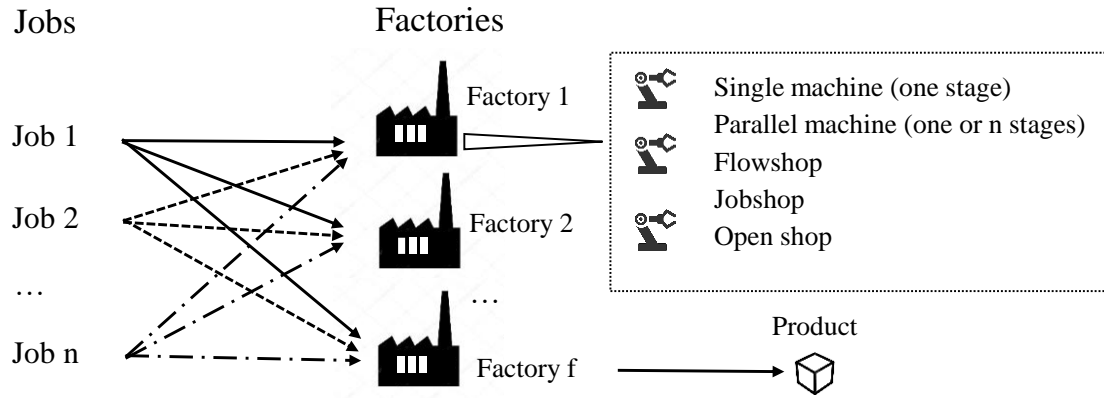 Jobs
Factories
Job 1
Job 2
…
Job n
Factory 1
Factory 2
…
Factory f
Single machine (one stage)
Parallel machine (one or n stages)
Flowshop
Jobshop
Open shop
Product